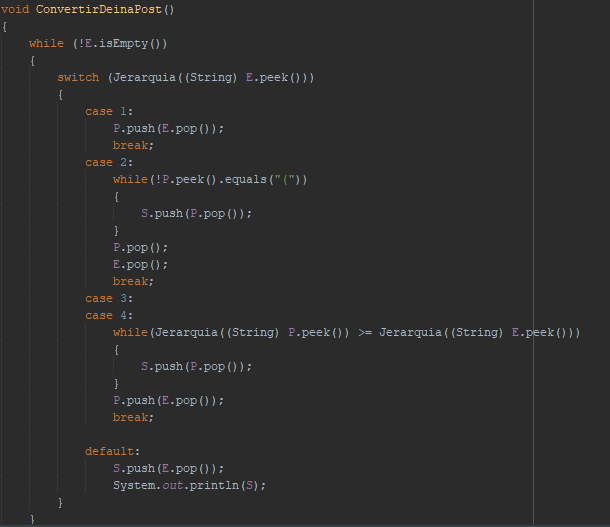 void ConvertirDeinaPost()
{
    while (!E.isEmpty())
    {
        switch (Jerarquia((String) E.peek()))
        {
            case 1:
                P.push(E.pop());
                break;
            case 2:
                while(!P.peek().equals("("))
                {
                    S.push(P.pop());
                }
                P.pop();
                E.pop();
                break;
            case 3:
            case 4:
                while(Jerarquia((String) P.peek()) >= Jerarquia((String) E.peek()))
                {
                    S.push(P.pop());
                }
                P.push(E.pop());
                break;

            default:
                S.push(E.pop());
                System.out.println(S);
        }
    }